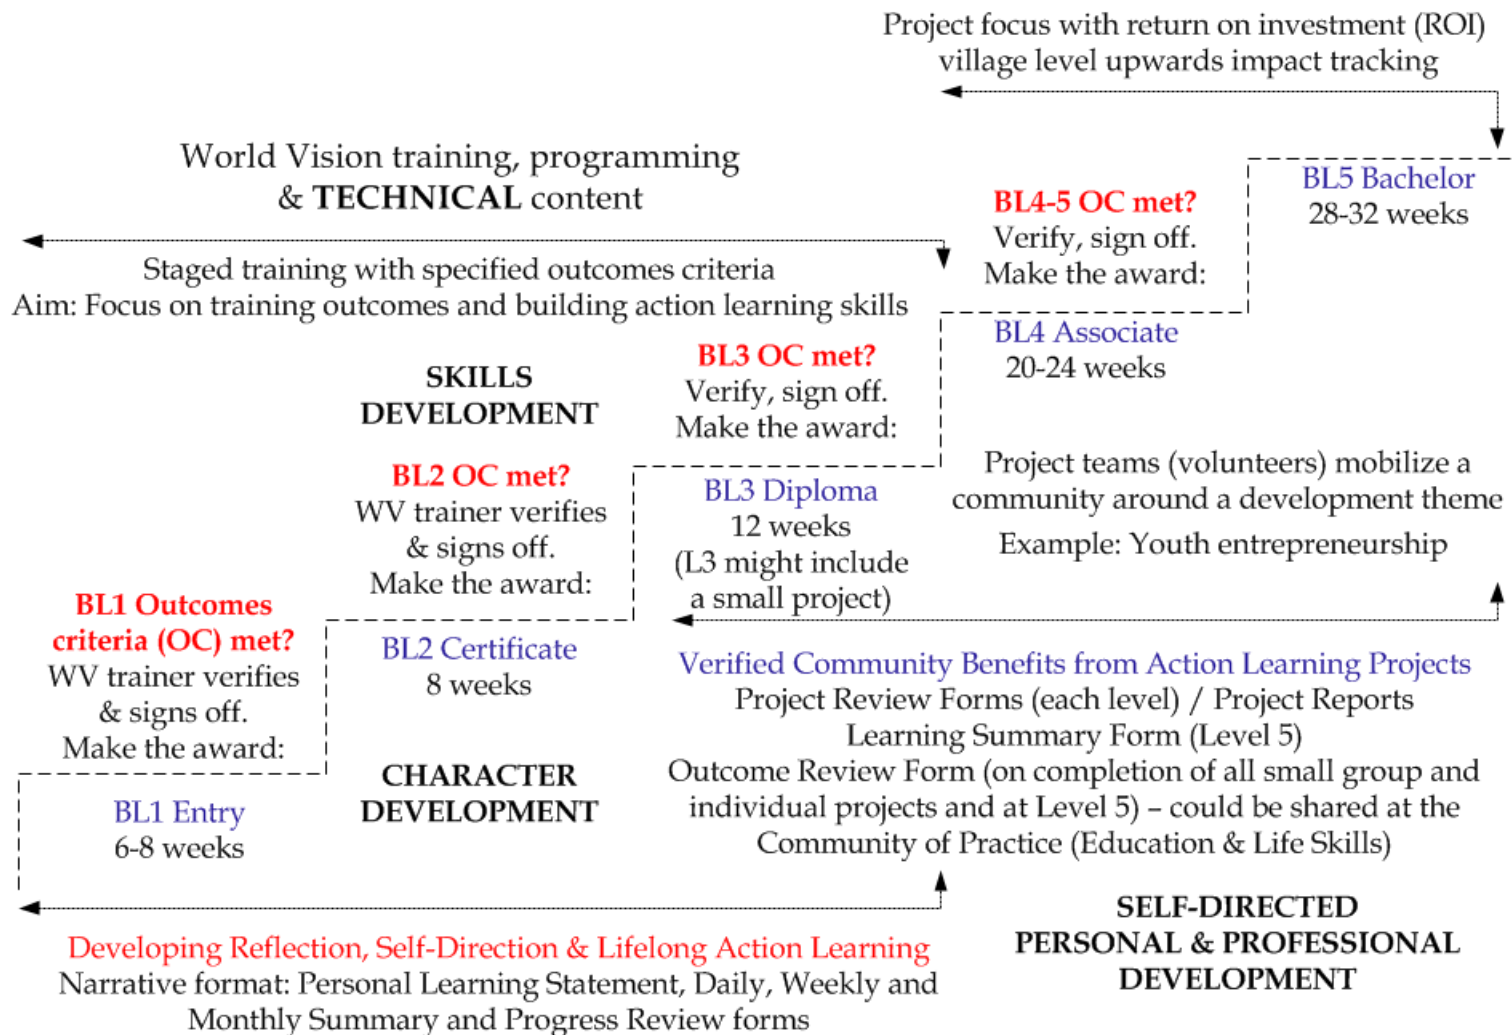 Project focus with return on investment (ROI)
village level upwards impact tracking
World Vision training, programming
& TECHNICAL content
Staged training with specified outcomes criteria
Aim: Focus on training outcomes and building action learning skills
BL5 Bachelor
28-32 weeks
BL4-5 OC met?
Verify, sign off.
Make the award:
BL4 Associate
20-24 weeks
SKILLS
DEVELOPMENT
BL3 OC met?
Verify, sign off.
Make the award:
BL2 OC met?
WV trainer verifies
& signs off.
Make the award:
BL3 Diploma
12 weeks
(L3 might include
a small project)
Project teams (volunteers) mobilize a
community around a development theme
Example: Youth entrepreneurship
BL1 Outcomes
criteria (OC) met?
WV trainer verifies
& signs off.
Make the award:
BL2 Certificate
8 weeks
Verified Community Benefits from Action Learning Projects
Project Review Forms (each level) / Project Reports
Learning Summary Form (Level 5)
Outcome Review Form (on completion of all small group and
individual projects and at Level 5) – could be shared at the
Community of Practice (Education & Life Skills)
CHARACTER
DEVELOPMENT
BL1 Entry
6-8 weeks
Developing Reflection, Self-Direction & Lifelong Action Learning
Narrative format: Personal Learning Statement, Daily, Weekly and
Monthly Summary and Progress Review forms
SELF-DIRECTED
PERSONAL & PROFESSIONAL
DEVELOPMENT